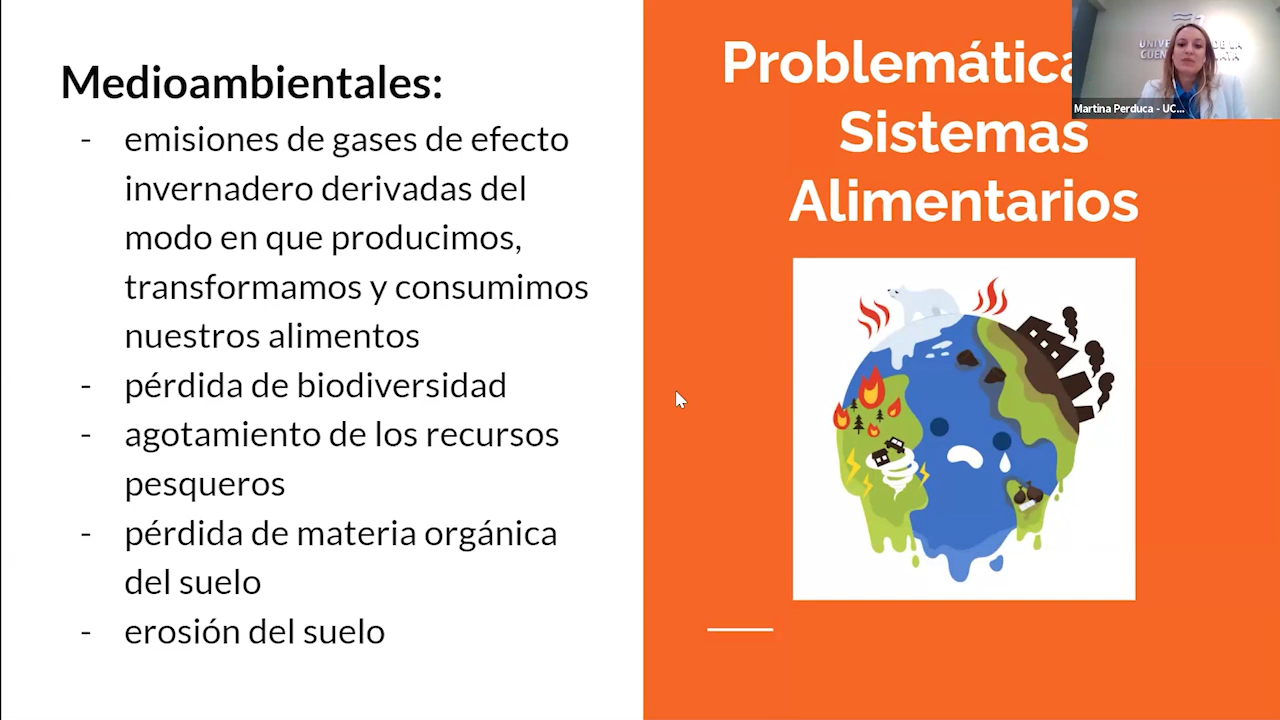 Medioambientales:
- emisiones de gases de efecto
invernadero derivadas del
modo en que producimos,
transformamos y consumimos
nuestros alimentos
- pérdida de biodiversidad
- agotamiento de los recursos
pesqueros
- pérdida de materia orgánica
del suelo
- erosión del suelo
Sistemas
Alimentarios
Martina Perduca - UC...